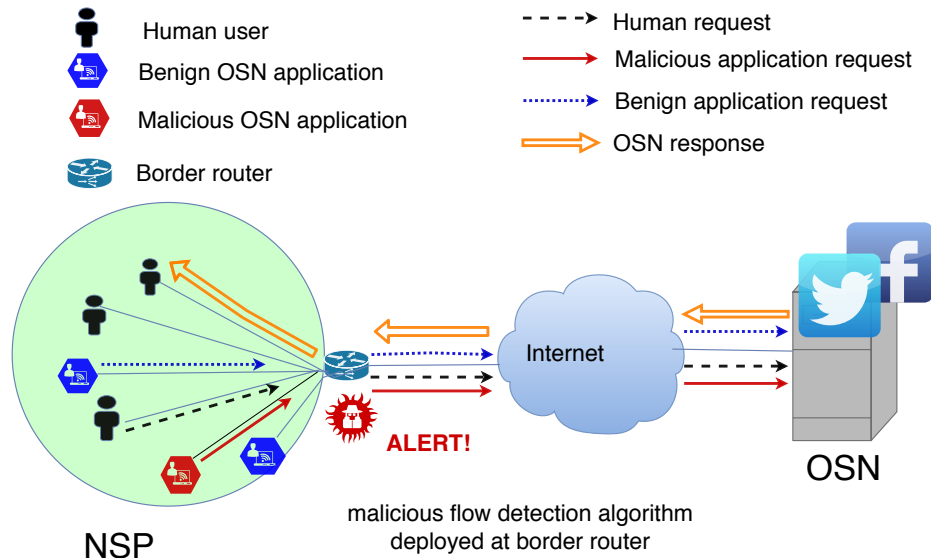 Human user
Benign OSN application
Malicious OSN application
Border router
Human request
Malicious application request
Benign application request
OSN response
Internet
ALERT!
OSN
NSP
malicious flow detection algorithm
deployed at border router